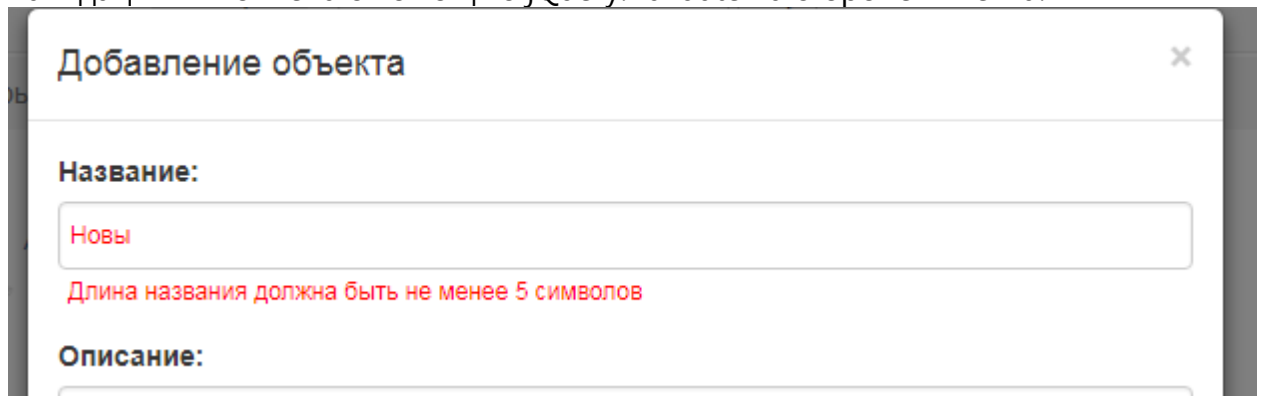 Добавление объекта ×
Название:
Новы
Длина названия должна быть не менее 5 символов
Описание: